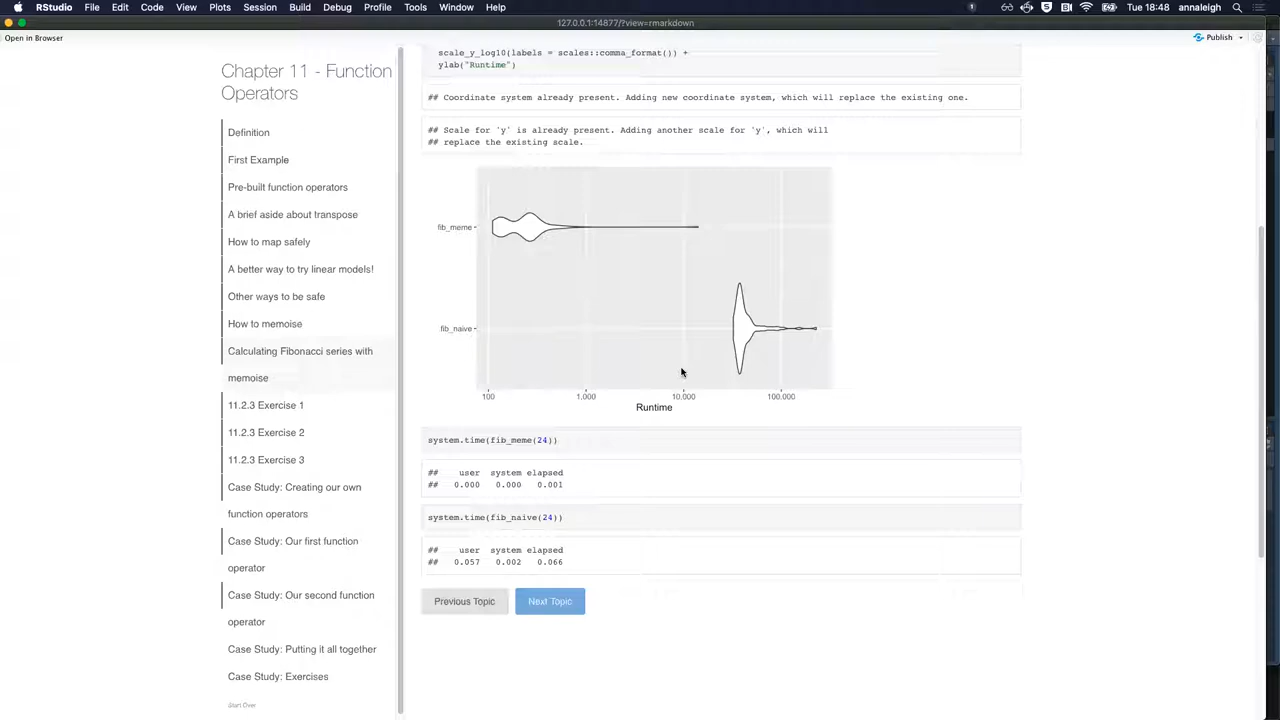 RStudio File Edit Code View Plots Session Build Debug Profile Tools Window Help
Tue 18:48 annaleigh
127.0.0.1:14877/?view=rmarkdown
Open in Browser
Publish
Chapter 11 - Function
Operators
Definition
First Example
Pre-built function operators
A brief aside about transpose
How to map safely
A better way to try linear models!
Other ways to be safe
How to memoise
Calculating Fibonacci series with
memoise
11.2.3 Exercise 1
11.2.3 Exercise 2
11.2.3 Exercise 3
Case Study: Creating our own
function operators
Case Study: Our first function
operator
Case Study: Our second function
operator
Case Study: Putting it all together
Case Study: Exercises
Start Over
scale_y_log10(labels = scales::comma_format()) +
ylab("Runtime")
## Coordinate system already present. Adding new coordinate system, which will replace the existing one.
## Scale for 'y' is already present. Adding another scale for 'y', which will
## replace the existing scale.
fib_meme
fib_naive
100 1,000 10,000 100,000
Runtime
system.time(fib_meme(24))
## user system elapsed
## 0.000 0.000 0.001
system.time(fib_naive(24))
## user system elapsed
## 0.057 0.002 0.066
Previous Topic Next Topic